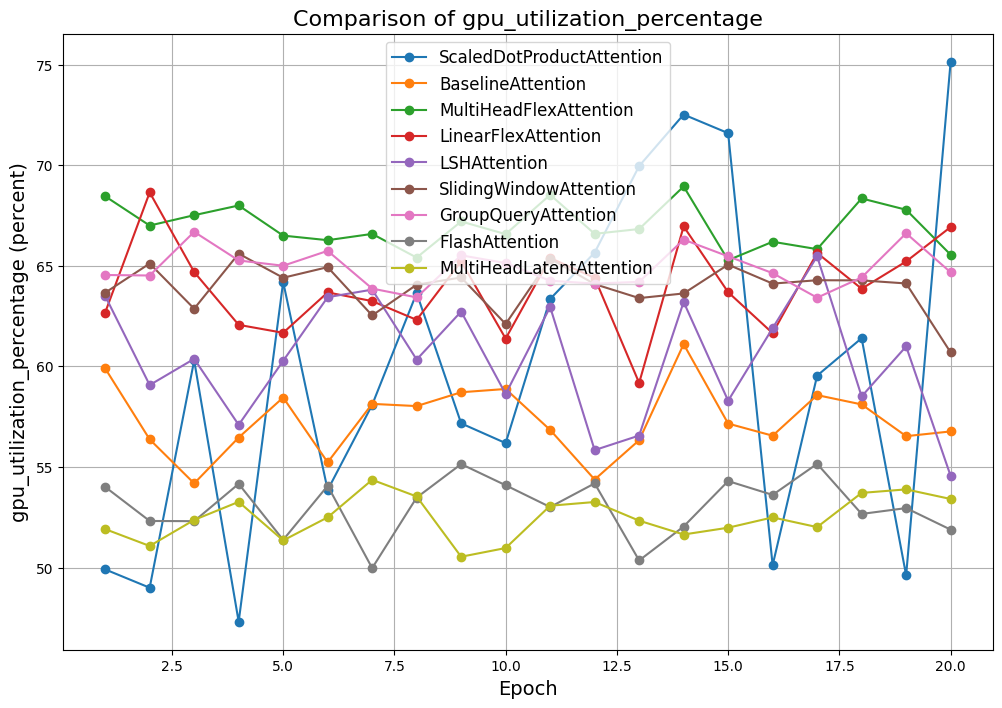 Comparison of gpu_utilization_percentage
gpu_utilization_percentage (percent)
75
70
65
60
55
50
ScaledDotProductAttention
BaselineAttention
MultiHeadFlexAttention
LinearFlexAttention
LSHAttention
SlidingWindowAttention
GroupQueryAttention
FlashAttention
MultiHeadLatentAttention
2.5 5.0 7.5 10.0 12.5 15.0 17.5 20.0
Epoch